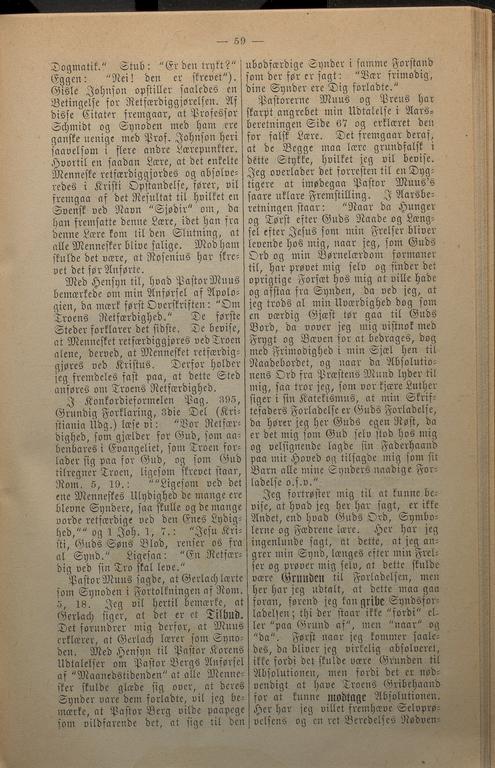 — 59 —
Dogmatik.“ Stub: “Er den trykt?“
Eggen: “Nei! den er skrevet“).
Gisle Johnson opstiller saaledes en
Betingelse for Retfærdiggjørelsen. Af
disse Citater fremgaar, at Professor
Schmidt og Synoden med ham ere
ganske uenige med Prof. Johnson heri
saavelsom i flere andre Lærepunkter.
Hvortil en saadan Lære, at det enkelte
Menneske retfærdiggjordes og absolve-
redes i Kristi Opstandelse, fører, vil
fremgaa af det Resultat til hvilket en
Svensk ved Navn “Sjödin“ om, da
han fremsatte denne Lære, idet han fra
denne Lære kom til den Slutning, at
alle Mennesker blive salige. Mod ham
skulde det være, at Rosenius har skre-
vet det før Anførte.
Med Hensyn til, hvad Pastor Muus
bemærkede om min Anførsel af Apolo-
gien, da mærk først Overskriften: “Om
Troens Retfærdighed.“ De første
Steder forklarer det sidste. De bevise,
at Mennesket retfærdiggjøres ved Troen
alene, derved, at Mennesket retfærdig-
gjøres ved Kristus. Derfor holder
jeg fremdeles fast paa, at dette Sted
anføres om Troens Retfærdighed.
I Konkordieformelen Pag. 395,
Grundig Forklaring, 3die Del (Kri-
stiania Udg.) læse vi: “Vor Retfær-
dighed, som gjælder for Gud, som aa-
benbares i Evangeliet, som Troen for-
lader sig paa for Gud, og som Gud
tilregner Troen, ligesom skrevet staar,
Rom. 5, 19.: ““Ligesom ved det
ene Menneskes Ulydighed de mange ere
blevne Syndere, saa skulle og de mange
vorde retfærdige ved den Enes Lydig-
hed,““ og 1 Joh. 1, 7.: “Jesu Kri-
sti, Guds Søns Blod, renser os fra
al Synd.“ Ligesaa: “En Retfær-
dig ved sin Tro skal leve.“
Pastor Muus sagde, at Gerlach lærte
som Synoden i Fortolkningen af Rom.
5, 18. Jeg vil hertil bemærke, at
Gerlach siger, at det er et Tilbud.
Det forundrer mig derfor, at Muus
erklærer, at Gerlach lærer som Syno-
den. Med Hensyn til Pastor Korens
Udtalelser om Pastor Bergs Anførsel
af “Maanedstidenden“ at alle Menne-
sker skulde glæde sig over, at deres
Synder vare dem forladte, vil jeg be-
mærke, at Pastor Berg vilde paapege
som vildfarende det, at sige til den
ubodfærdige Synder i samme Forstand
som der før er sagt: “Vær frimodig,
dine Synder ere Dig forladte.“
Pastorerne Muus og Preus har
skarpt angrebet min Udtalelse i Aars-
beretningen Side 67 og erklæret den
for falsk Lære. Det fremgaar deraf,
at de Begge maa lære grundfalsk i
dette Stykke, hvilket jeg vil bevise.
Jeg overlader det forresten til en Dyg-
tigere at imødegaa Pastor Muus's
saare uklare Fremstilling. I Aarsbe-
retningen staar: “Naar da Hunger
og Tørst efter Guds Naade og Læng-
sel efter Jesus som min Frelser bliver
levende hos mig, naar jeg, som Guds
Ord og min Børnelærdom formaner
til, har prøvet mig selv og finder det
oprigtige Forsæt hos mig at ville hade
og afstaa fra Synden, da ved jeg, at
jeg trods al min Uværdighed dog som
en værdig Gjæst tør gaa til Guds
Bord, da vover jeg mig vistnok med
Frygt og Bæven for at bedrages, dog
med Frimodighed i min Sjæl hen til
Naadebordet, og naar da Absolutio-
nens Ord fra Præstens Mund lyder til
mig, saa tror jeg, som vor kjære Luther
siger i sin Katekismus, at min Skrif-
tefaders Forladelse er Guds Forladelse,
da hører jeg her Guds egen Røst, da
er det mig som Gud selv stod hos mig
og velsignende lagde sin Faderhaand
paa mit Hoved og tilsagde mig som sit
Barn alle mine Synders naadige For-
ladelse o.s.v.“
Jeg fortrøster mig til at kunne be-
vise, at hvad jeg her har sagt, er ikke
Andet, end hvad Guds Ord, Symbo-
lerne og Fædrene lære. Her har jeg
ingenlunde sagt, at dette, at jeg an-
grer min Synd, længes efter min Frel-
ser og prøver mig selv, at dette skulde
være Grunden til Forladelsen, men
her har jeg udtalt, at dette maa gaa
foran, førend jeg kan gribe Syndsfor-
ladelsen; thi der staar ikke “fordi“ el-
ler “paa Grund af“, men “naar“ og
“da“. Først naar jeg kommer saale-
des, da bliver jeg virkelig absolveret,
ikke fordi det skulde være Grunden til
Absolutionen, men fordi det er nød-
vendigt at have Troens Gribehaand
for at kunne modtage Absolutionen.
Her har jeg villet fremhæve Selvprø-
velsens og en ret Beredelses Nødven-